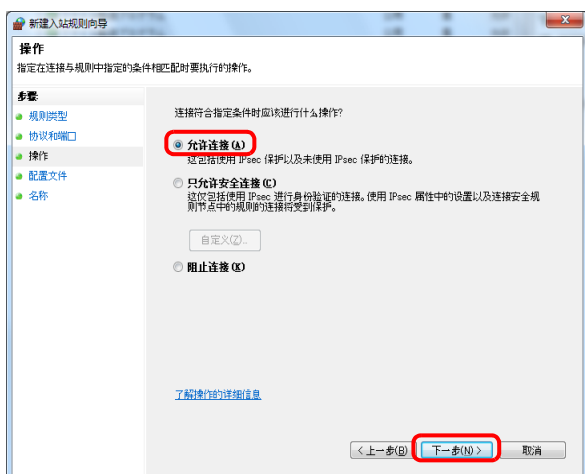 新建入站规则向导
操作
指定在连接与规则中指定的条件相匹配时要执行的操作。
步骤:
规则类型
协议和端口
操作
配置文件
名称
连接符合指定条件时应该进行什么操作?
允许连接(A)
这包括使用 IPsec 保护以及未使用 IPsec 保护的连接。
只允许安全连接(C)
这仅包括使用 IPsec 进行身份验证的连接。使用 IPsec 属性中的设置以及连接安全规
则节点中的规则的连接将受到保护。
自定义(Z)..
阻止连接(K)
了解操作的详细信息
<上一步(B) 下一步(N)> 取消